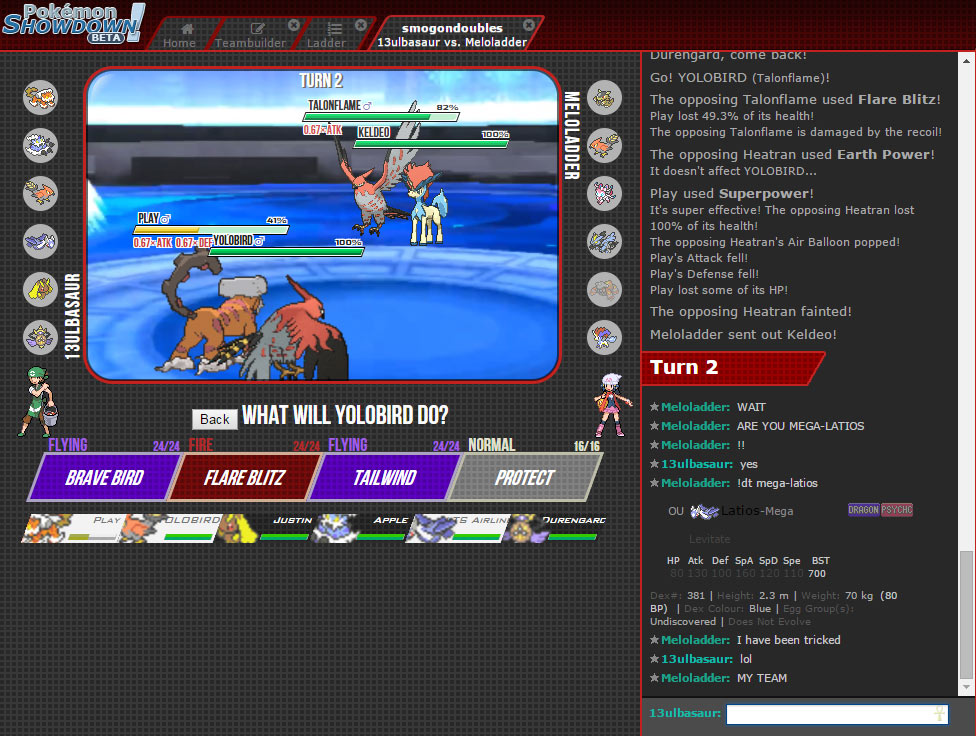 Pokémon
Showdown!
BETA
Home
Teambuilder
Ladder
smogondoubles
13ulbasaur vs. Meloladder
TURN 2
TALONFLAME♂
82%
0.67× ATK
KELDEO
100%
PLAY♂
41%
0.67× ATK 0.67× DEF
YOLOBIRD♂
100%
13ULBASAUR
MELOLADDER
Back
WHAT WILL YOLOBIRD DO?
FLYING 24/24
FIRE 24/24
FLYING 24/24
NORMAL 16/16
BRAVE BIRD
FLARE BLITZ
TAILWIND
PROTECT
PLAY
YOLOBIRD
JUSTIN
APPLE
DURENGARD
Durengard, come back!
Go! YOLOBIRD (Talonflame)!
The opposing Talonflame used Flare Blitz!
Play lost 49.3% of its health!
The opposing Talonflame is damaged by the recoil!
The opposing Heatran used Earth Power!
It doesn't affect YOLOBIRD...
Play used Superpower!
It's super effective! The opposing Heatran lost
100% of its health!
The opposing Heatran's Air Balloon popped!
Play's Attack fell!
Play's Defense fell!
Play lost some of its HP!
The opposing Heatran fainted!
Meloladder sent out Keldeo!
Turn 2
★Meloladder: WAIT
★Meloladder: ARE YOU MEGA-LATIOS
★Meloladder: !!
★13ulbasaur: yes
★Meloladder: !dt mega-latios
OU Latios-Mega DRAGON PSYCHC
Levitate
HP Atk Def SpA SpD Spe BST
80 130 100 160 120 110 700
Dex#: 381 | Height: 2.3 m | Weight: 70 kg (80
BP) | Dex Colour: Blue | Egg Group(s):
Undiscovered | Does Not Evolve
★Meloladder: I have been tricked
★13ulbasaur: lol
★Meloladder: MY TEAM
13ulbasaur: